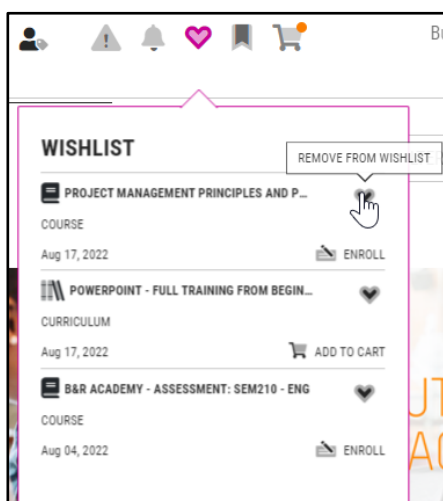 WISHLIST
REMOVE FROM WISHLIST
PROJECT MANAGEMENT PRINCIPLES AND P...
COURSE
Aug 17, 2022
ENROLL
POWERPOINT - FULL TRAINING FROM BEGIN...
CURRICULUM
Aug 17, 2022
ADD TO CART
B&R ACADEMY - ASSESSMENT: SEM210 - ENG
COURSE
Aug 04, 2022
ENROLL